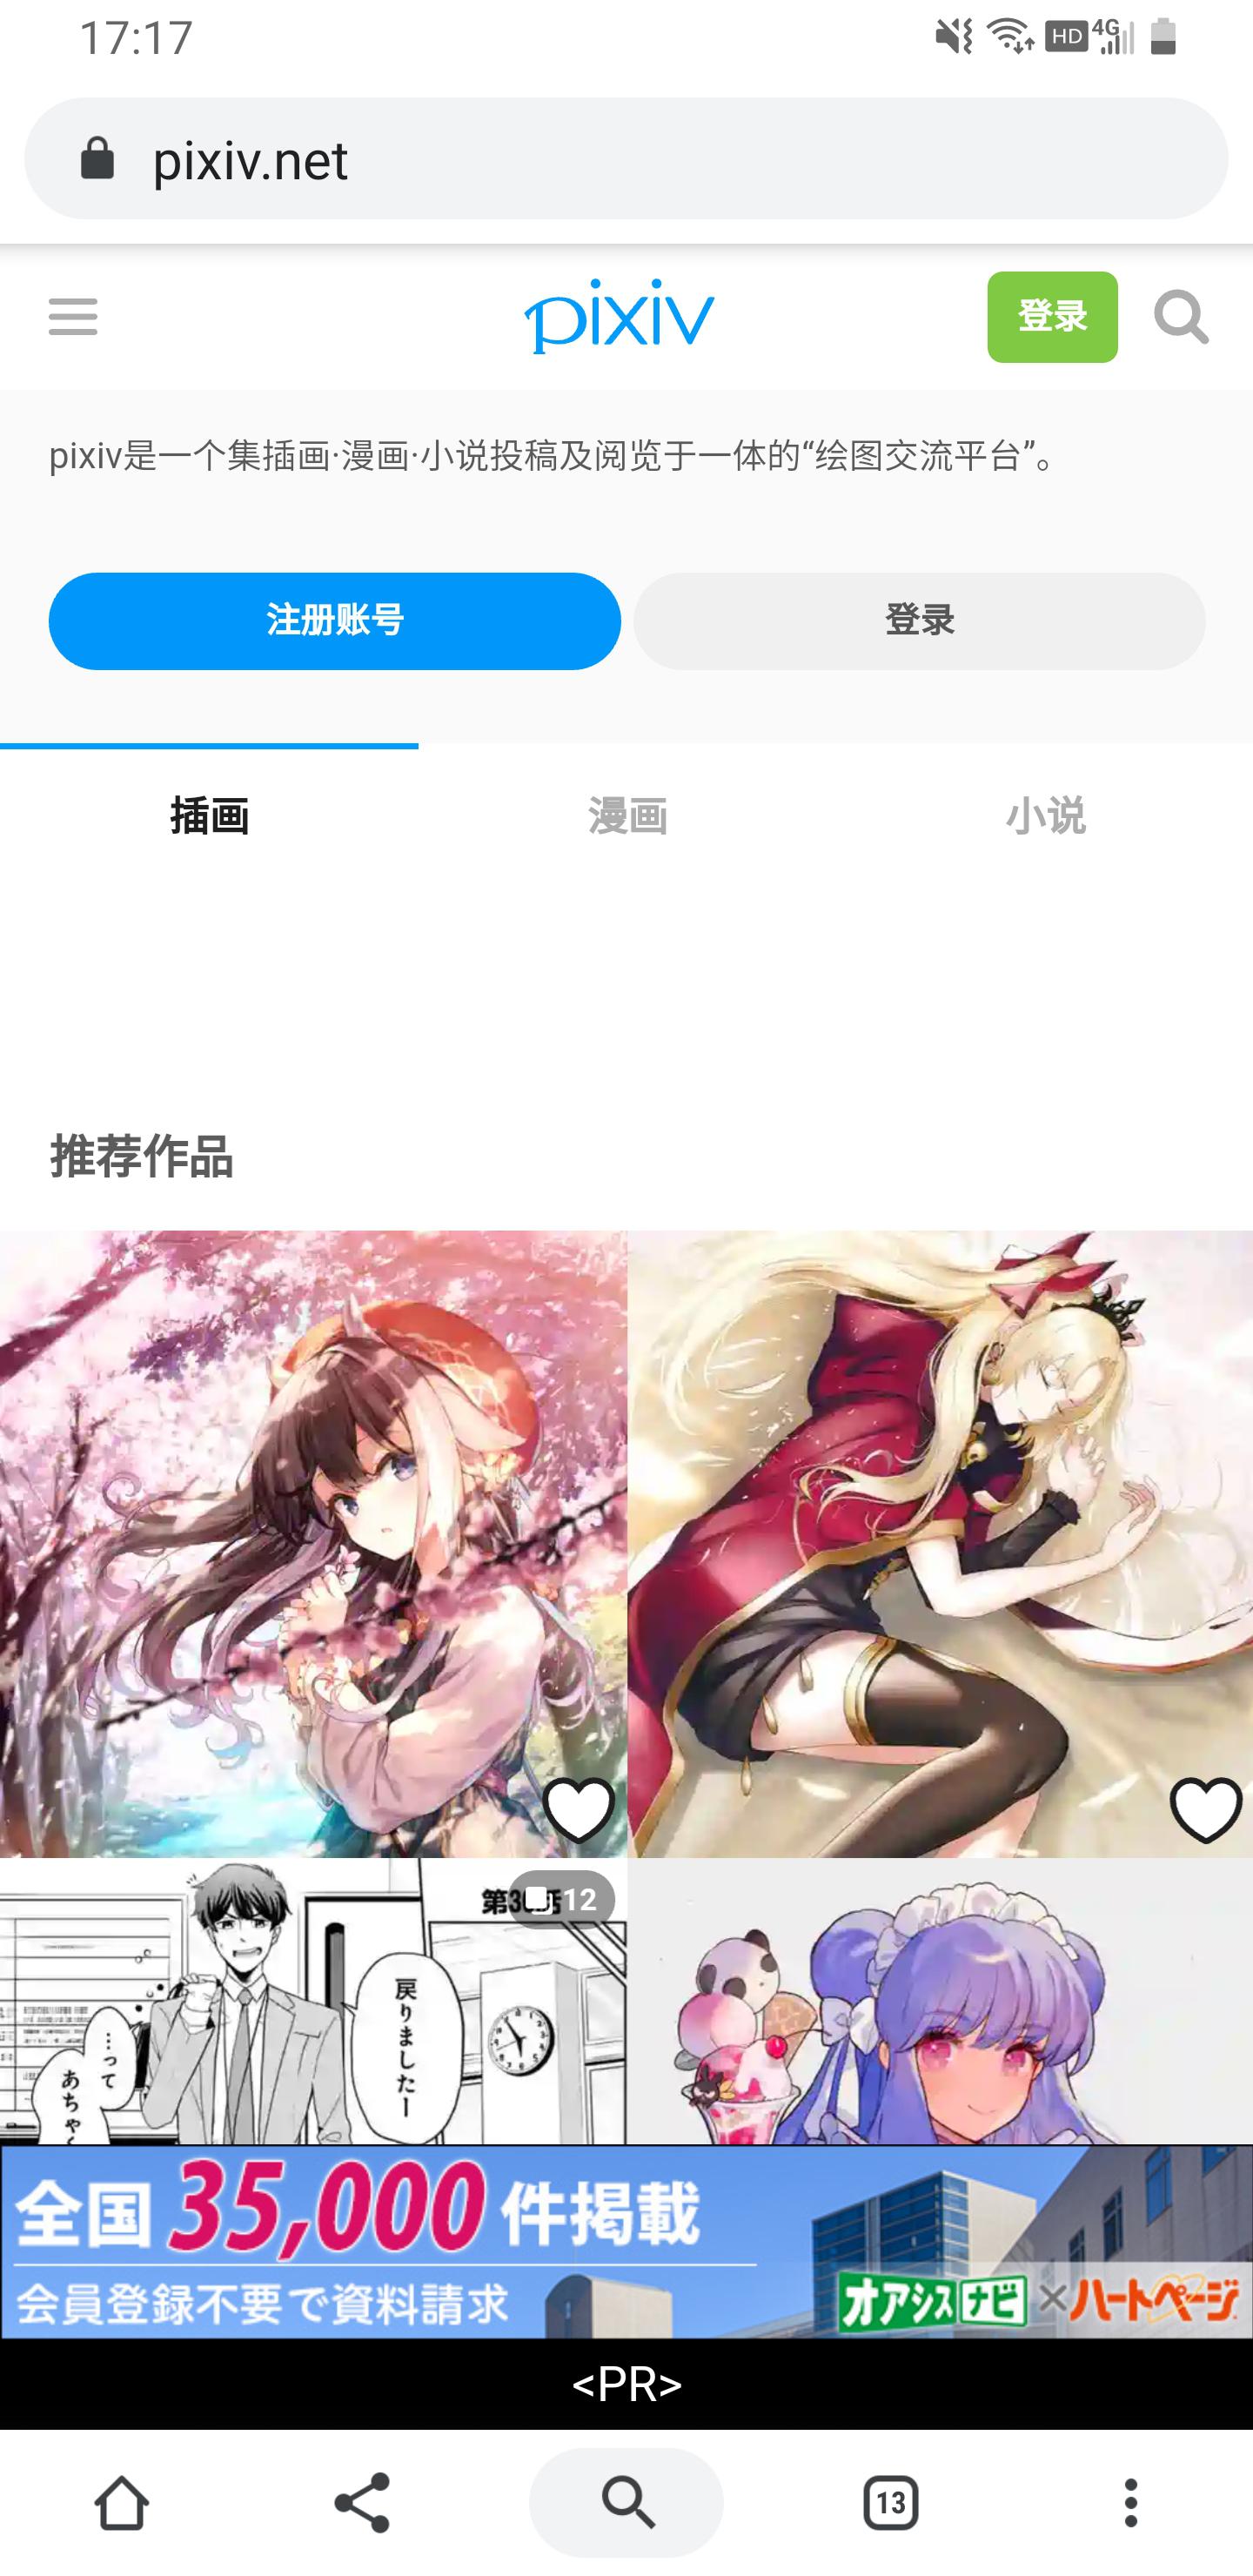 17:17
HD 4G
pixiv.net
pixiv
登录
pixiv是一个集插画·漫画·小说投稿及阅览于一体的“绘图交流平台”。
注册账号
登录
插画
漫画
小说
推荐作品
12
戻りましたー
…って
あちゃ
全国35,000件掲載
会員登録不要で資料請求
オアシスナビ×ハートページ
<PR>
13